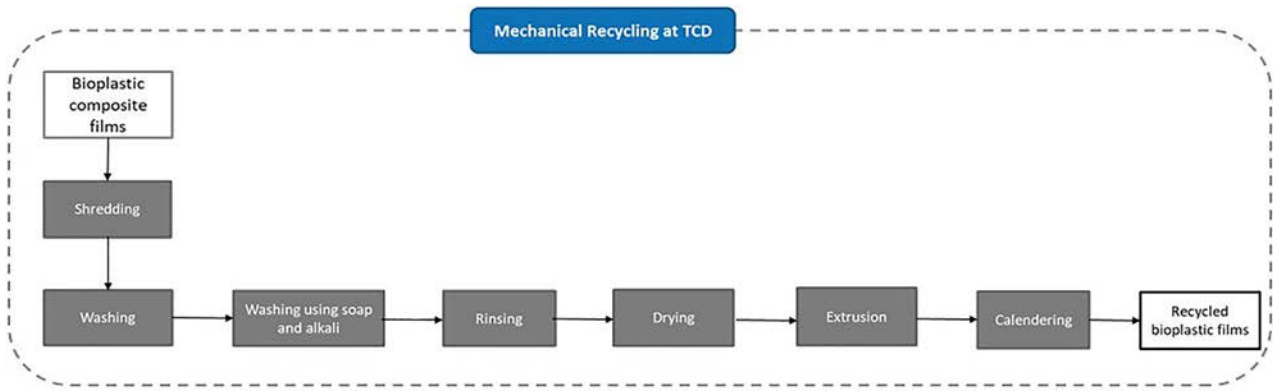 Mechanical Recycling at TCD
Bioplastic
composite
films
Shredding
Washing
Washing using soap
and alkali
Rinsing
Drying
Extrusion
Calendering
Recycled
bioplastic films